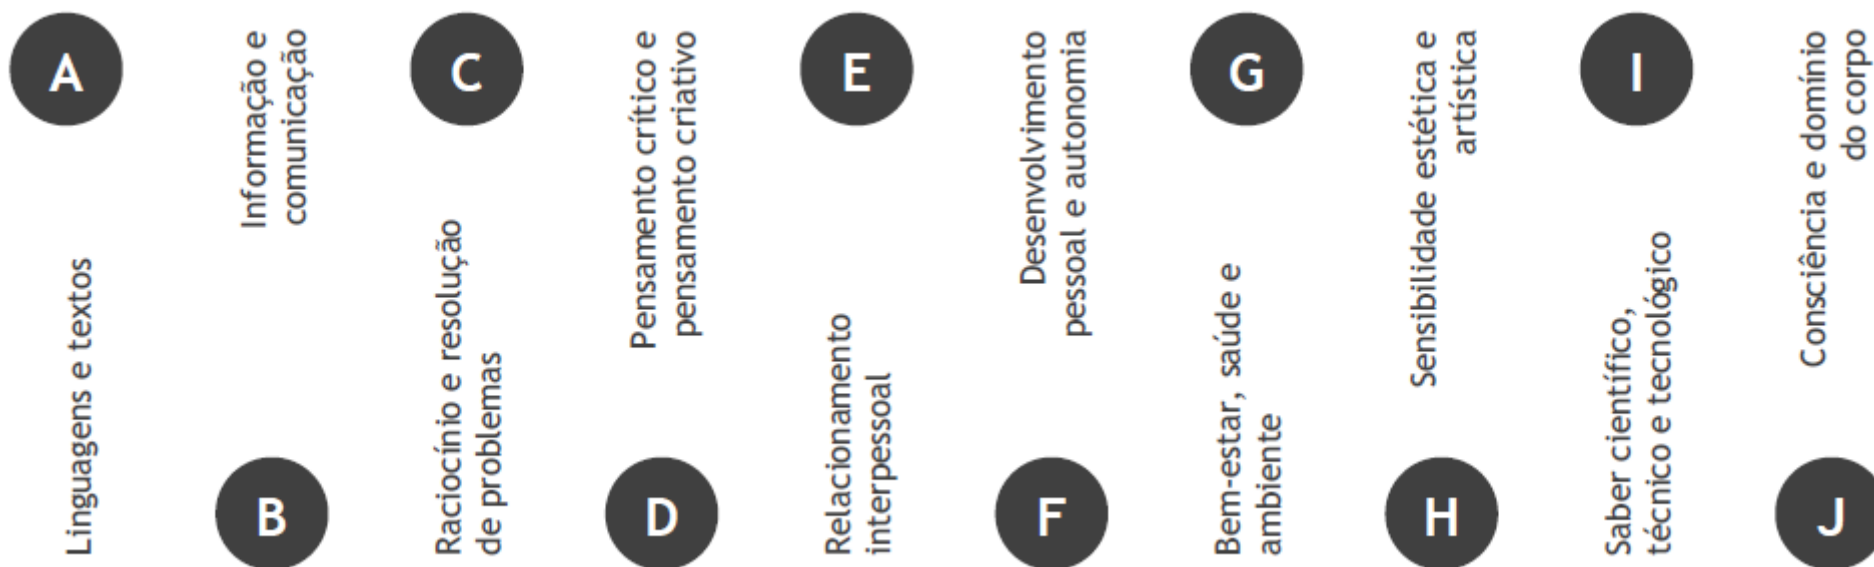 A
Linguagens e textos
Informação e
comunicação
B
C
Raciocínio e resolução
de problemas
Pensamento crítico e
pensamento criativo
D
E
Relacionamento
interpessoal
Desenvolvimento
pessoal e autonomia
F
G
Bem-estar, saúde e
ambiente
Sensibilidade estética e
artística
H
I
Saber científico,
técnico e tecnológico
Consciência e domínio
do corpo
J